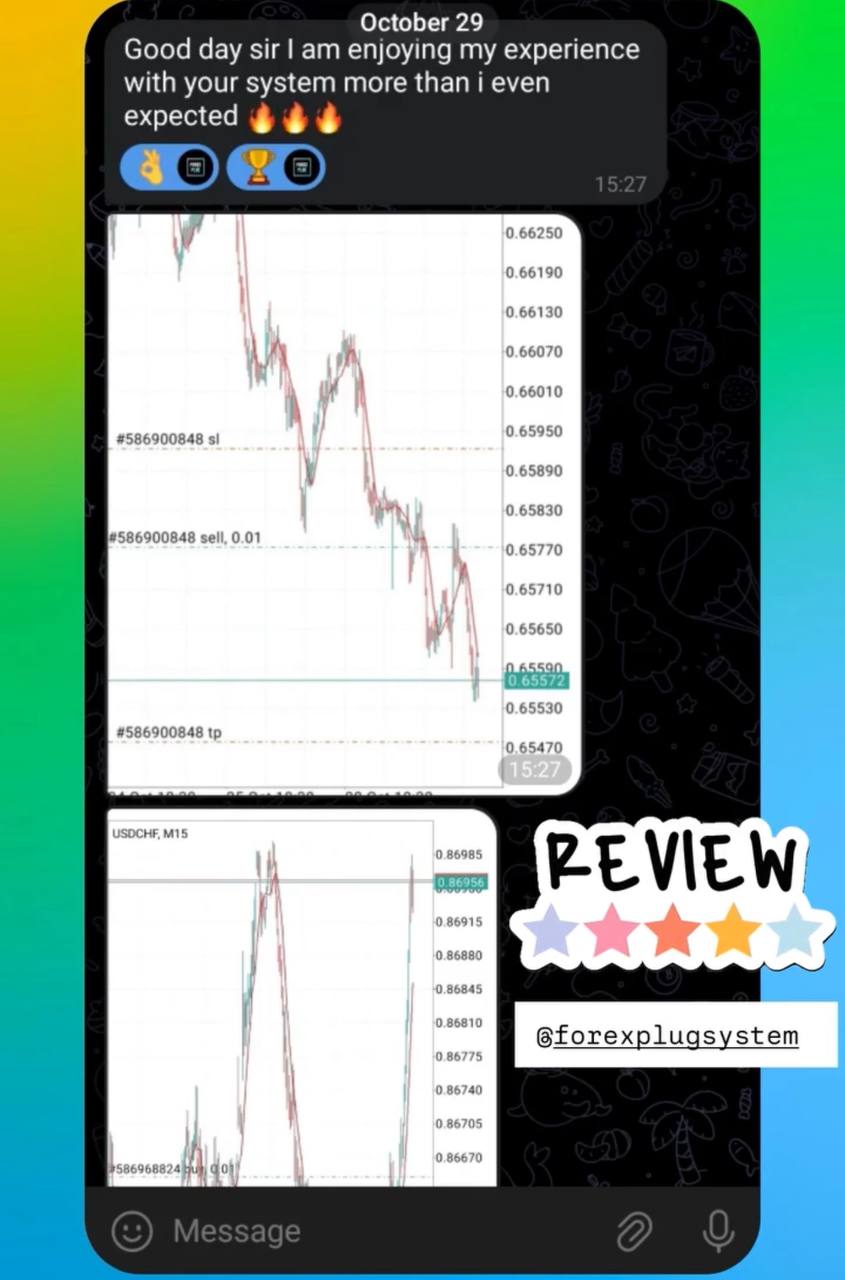 October 29
Good day sir I am enjoying my experience
with your system more than i even
expected 🔥🔥🔥
15:27
0.66250
0.66190
0.66130
0.66070
0.66010
0.65950
#586900848 sl
0.65890
0.65830
#586900848 sell, 0.01
0.65770
0.65710
0.65650
0.65590
0.65572
0.65530
#586900848 tp
0.65470
15:27
USDCHF, M15
0.86985
0.86956
0.86915
0.86880
0.86845
0.86810
0.86775
0.86740
0.86705
0.86670
#586968824 buy, 0.01
REVIEW
@forexplugsystem
Message